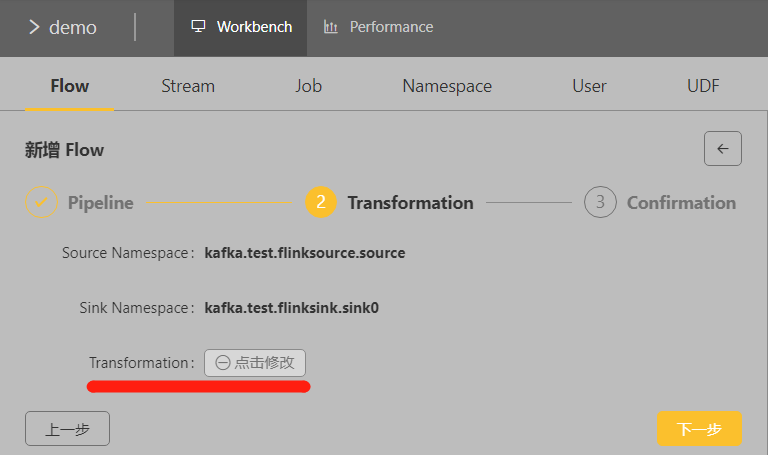 demo Workbench Performance
Flow Stream Job Namespace User UDF
新增 Flow
Pipeline 2 Transformation 3 Confirmation
Source Namespace: kafka.test.flinksource.source
Sink Namespace: kafka.test.flinksink.sink0
Transformation: 点击修改
上一步 下一步